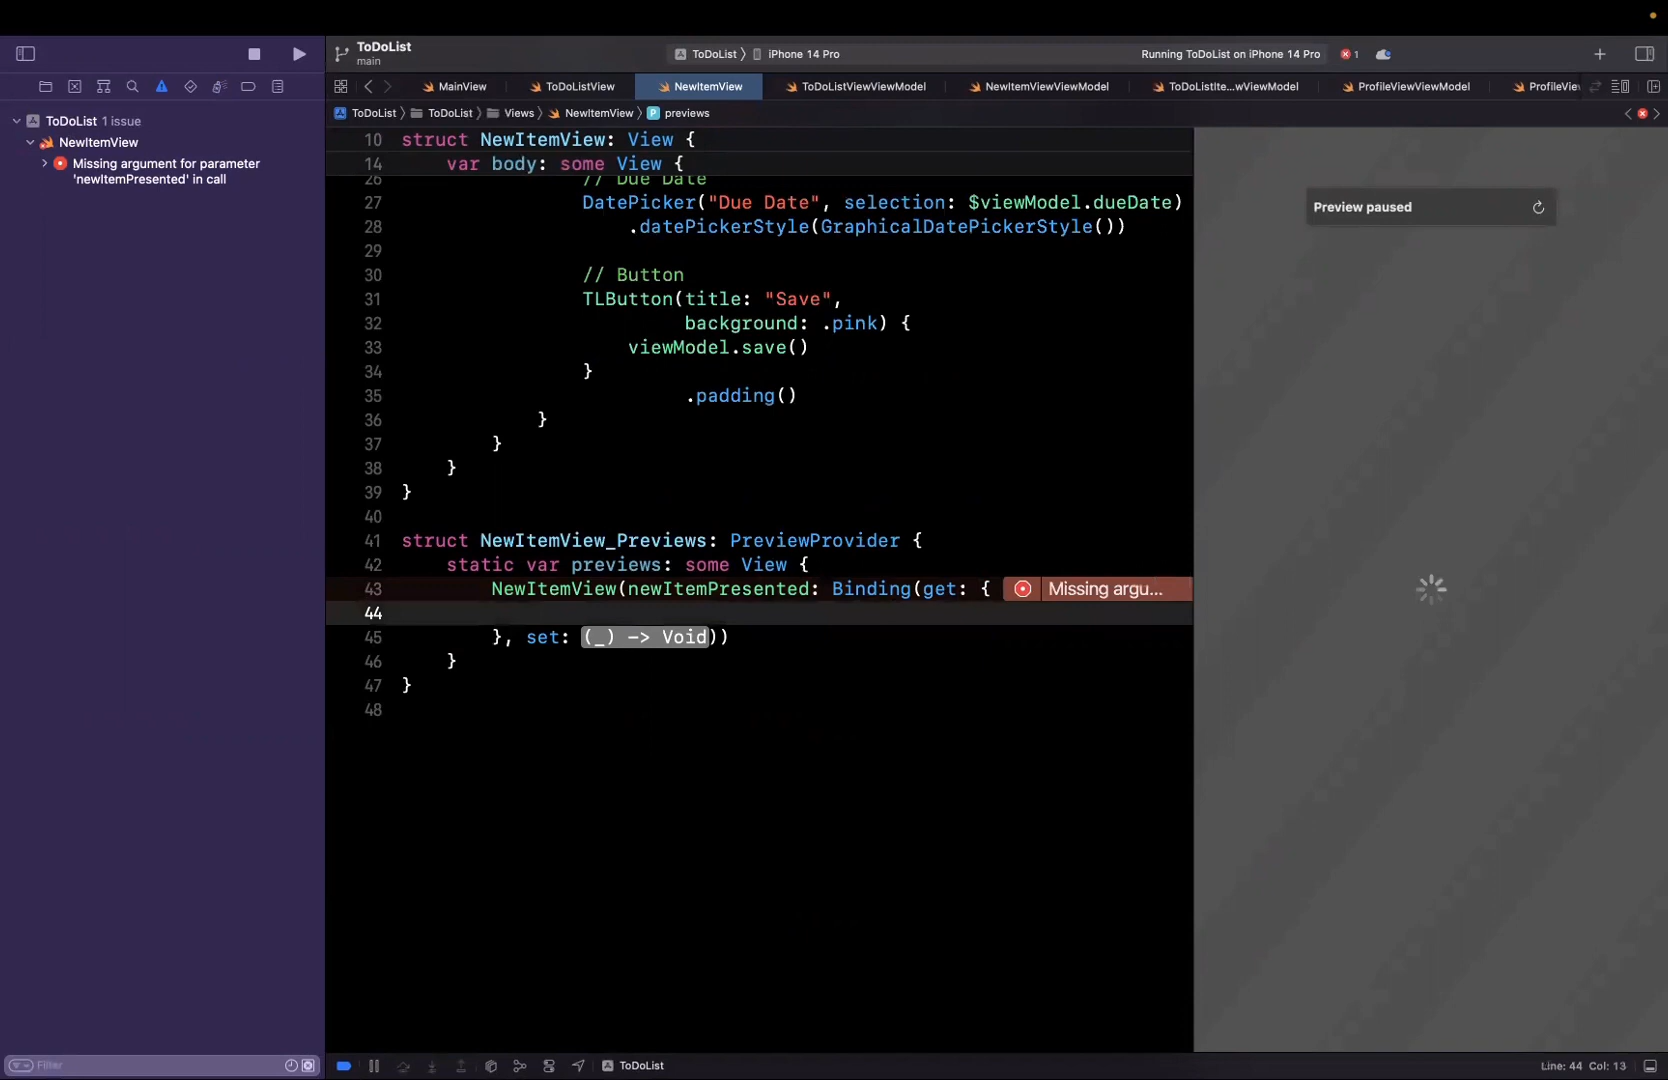 ToDoList
main
ToDoList
iPhone 14 Pro
Running ToDoList on iPhone 14 Pro
1
MainView
ToDoListView
NewItemView
ToDoListViewViewModel
NewItemViewViewModel
ToDoListIte...wViewModel
ProfileViewViewModel
ProfileView
ToDoList
ToDoList
Views
NewItemView
P
previews
ToDoList 1 issue
NewItemView
Missing argument for parameter
'newItemPresented' in call
10 struct NewItemView: View {
14 var body: some View {
26 // Due Date
27 DatePicker("Due Date", selection: $viewModel.dueDate)
28 .datePickerStyle(GraphicalDatePickerStyle())
29
30 // Button
31 TLButton(title: "Save",
32 background: .pink) {
33 viewModel.save()
34 }
35 .padding()
36 }
37 }
38 }
39 }
40
41 struct NewItemView_Previews: PreviewProvider {
42 static var previews: some View {
43 NewItemView(newItemPresented: Binding(get: { Missing argu...
44
45 }, set: (_) -> Void))
46 }
47 }
48
Preview paused
Filter
ToDoList
Line: 44 Col: 13